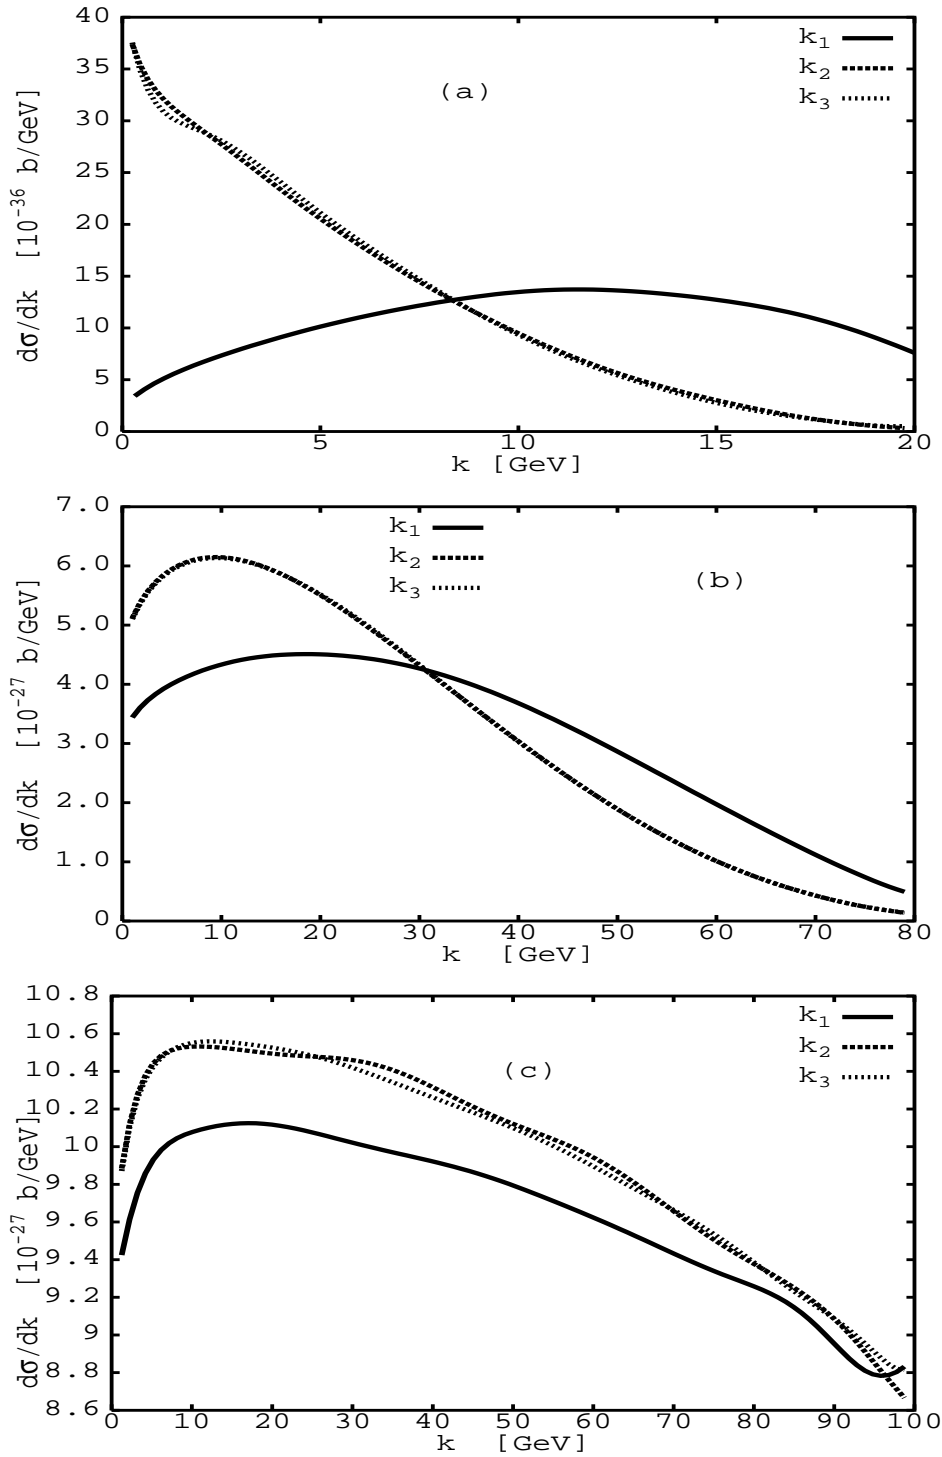 40
35
30
25
20
15
10
5
0
dσ/dk [10⁻³⁶ b/GeV]
(a)
k₁
k₂
k₃
0 5 10 15 20
k [GeV]
7.0
6.0
5.0
4.0
3.0
2.0
1.0
0
dσ/dk [10⁻²⁷ b/GeV]
k₁
k₂
k₃
(b)
0 10 20 30 40 50 60 70 80
k [GeV]
10.8
10.6
10.4
10.2
10
9.8
9.6
9.4
9.2
9
8.8
8.6
dσ/dk [10⁻²⁷ b/GeV]
(c)
k₁
k₂
k₃
0 10 20 30 40 50 60 70 80 90 100
k [GeV]